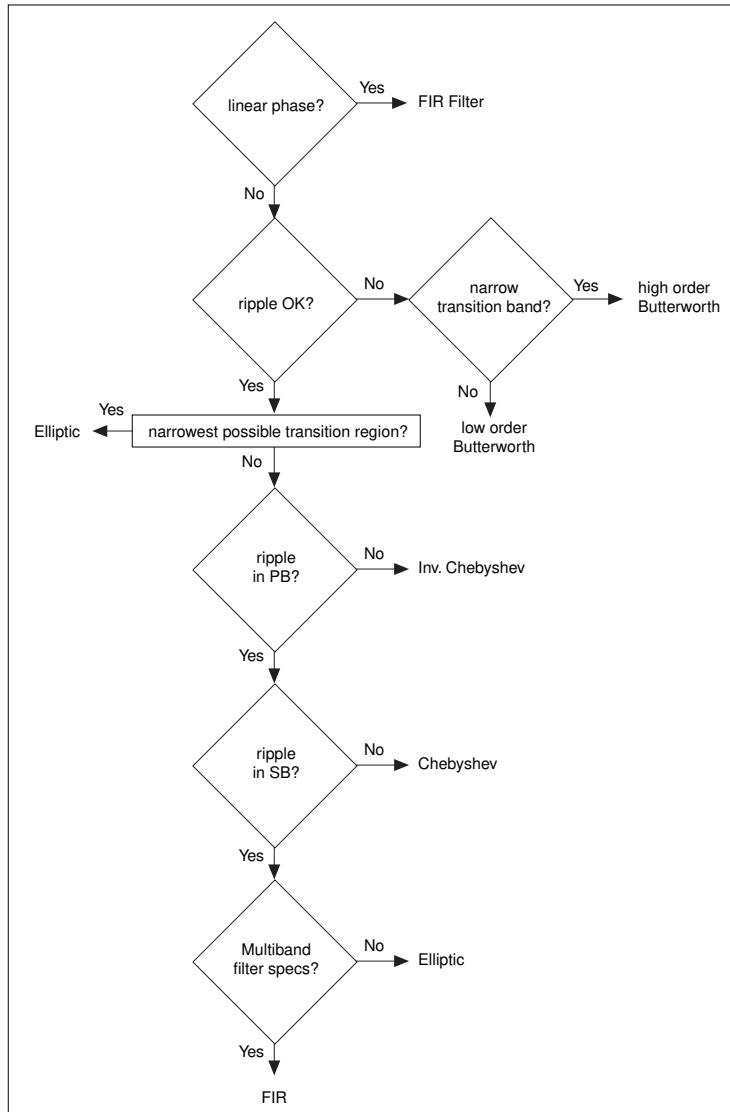 linear phase?
Yes
FIR Filter
No
ripple OK?
No
narrow
transition band?
Yes
high order
Butterworth
No
low order
Butterworth
Yes
narrowest possible transition region?
Yes
Elliptic
No
ripple
in PB?
No
Inv. Chebyshev
Yes
ripple
in SB?
No
Chebyshev
Yes
Multiband
filter specs?
No
Elliptic
Yes
FIR